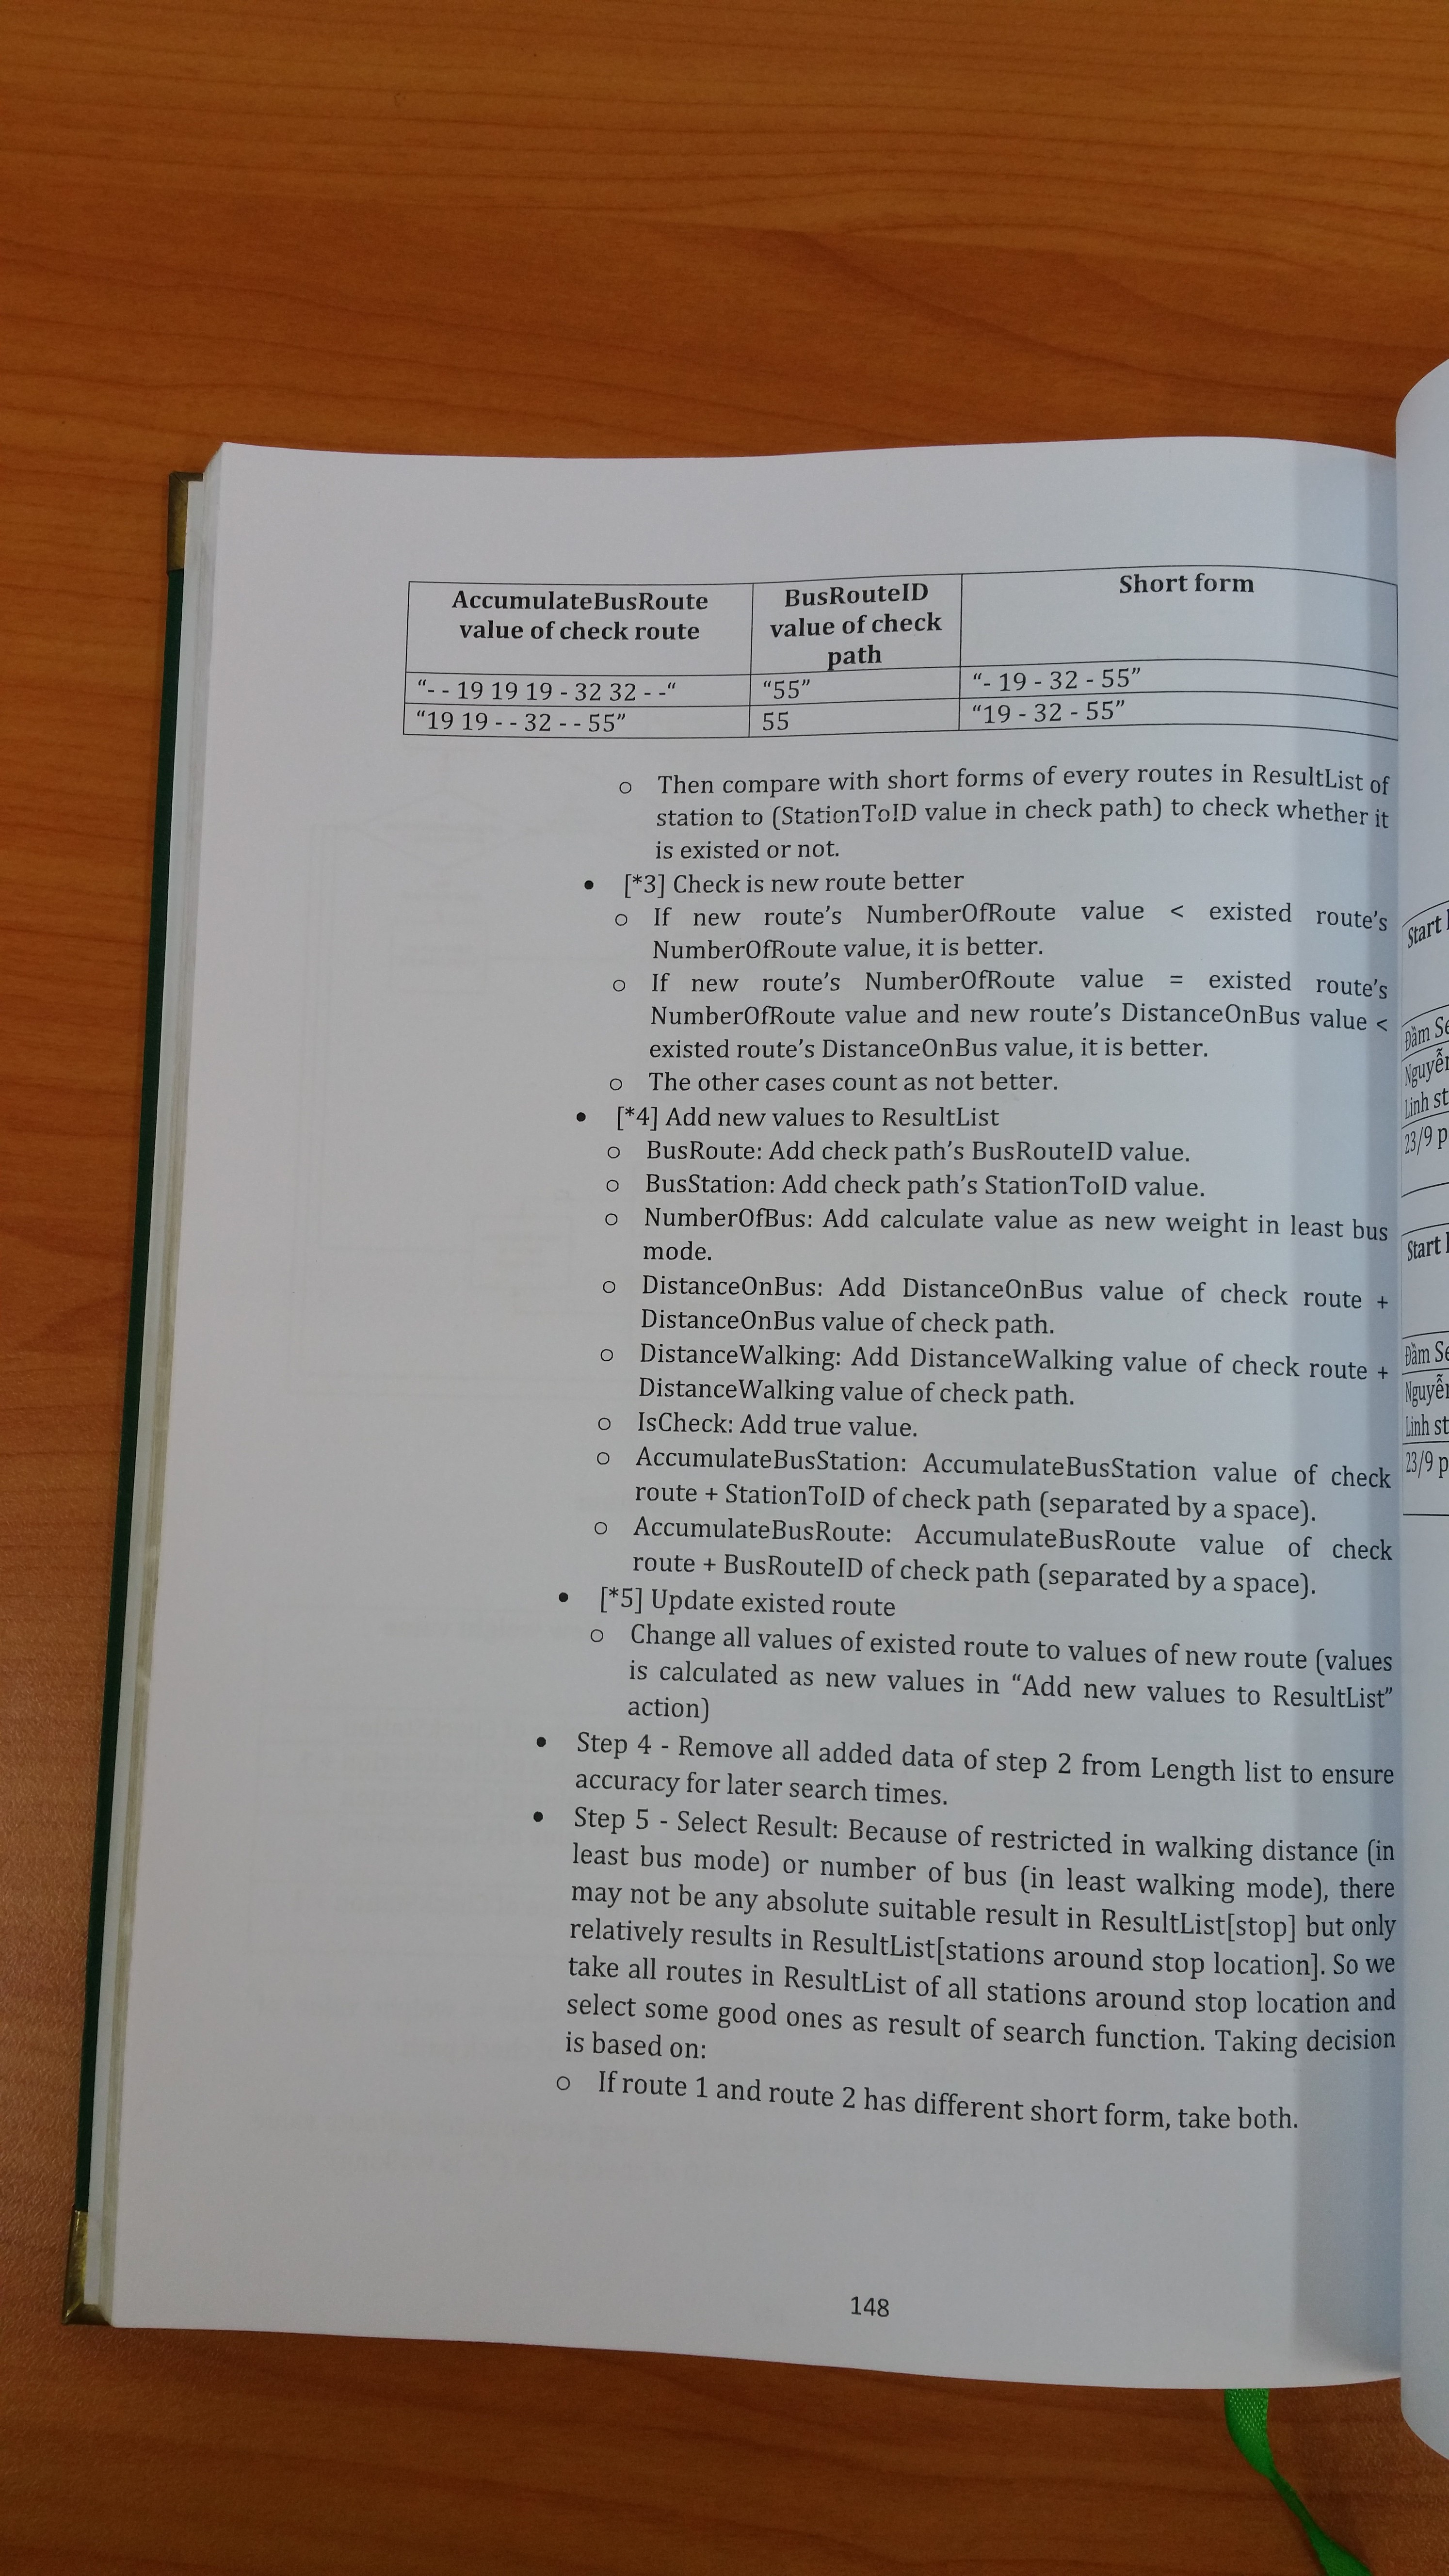 AccumulateBusRoute
value of check route
BusRouteID
value of check
path
Short form
“- - 19 19 19 - 32 32 - -“
“55”
“- 19 - 32 - 55”
“19 19 - - 32 - - 55”
55
“19 - 32 - 55”
o Then compare with short forms of every routes in ResultList of
station to (StationToID value in check path) to check whether it
is existed or not.
• [*3] Check is new route better
o If new route’s NumberOfRoute value < existed route’s
NumberOfRoute value, it is better.
o If new route’s NumberOfRoute value = existed route’s
NumberOfRoute value and new route’s DistanceOnBus value <
existed route’s DistanceOnBus value, it is better.
o The other cases count as not better.
• [*4] Add new values to ResultList
o BusRoute: Add check path’s BusRouteID value.
o BusStation: Add check path’s StationToID value.
o NumberOfBus: Add calculate value as new weight in least bus
mode.
o DistanceOnBus: Add DistanceOnBus value of check route +
DistanceOnBus value of check path.
o DistanceWalking: Add DistanceWalking value of check route +
DistanceWalking value of check path.
o IsCheck: Add true value.
o AccumulateBusStation: AccumulateBusStation value of check
route + StationToID of check path (separated by a space).
o AccumulateBusRoute: AccumulateBusRoute value of check
route + BusRouteID of check path (separated by a space).
• [*5] Update existed route
o Change all values of existed route to values of new route (values
is calculated as new values in “Add new values to ResultList”
action)
• Step 4 - Remove all added data of step 2 from Length list to ensure
accuracy for later search times.
• Step 5 - Select Result: Because of restricted in walking distance (in
least bus mode) or number of bus (in least walking mode), there
may not be any absolute suitable result in ResultList[stop] but only
relatively results in ResultList[stations around stop location]. So we
take all routes in ResultList of all stations around stop location and
select some good ones as result of search function. Taking decision
is based on:
o If route 1 and route 2 has different short form, take both.
148
Start
Đầm
Linh
23/9
Start
Đầm
Linh
23/9